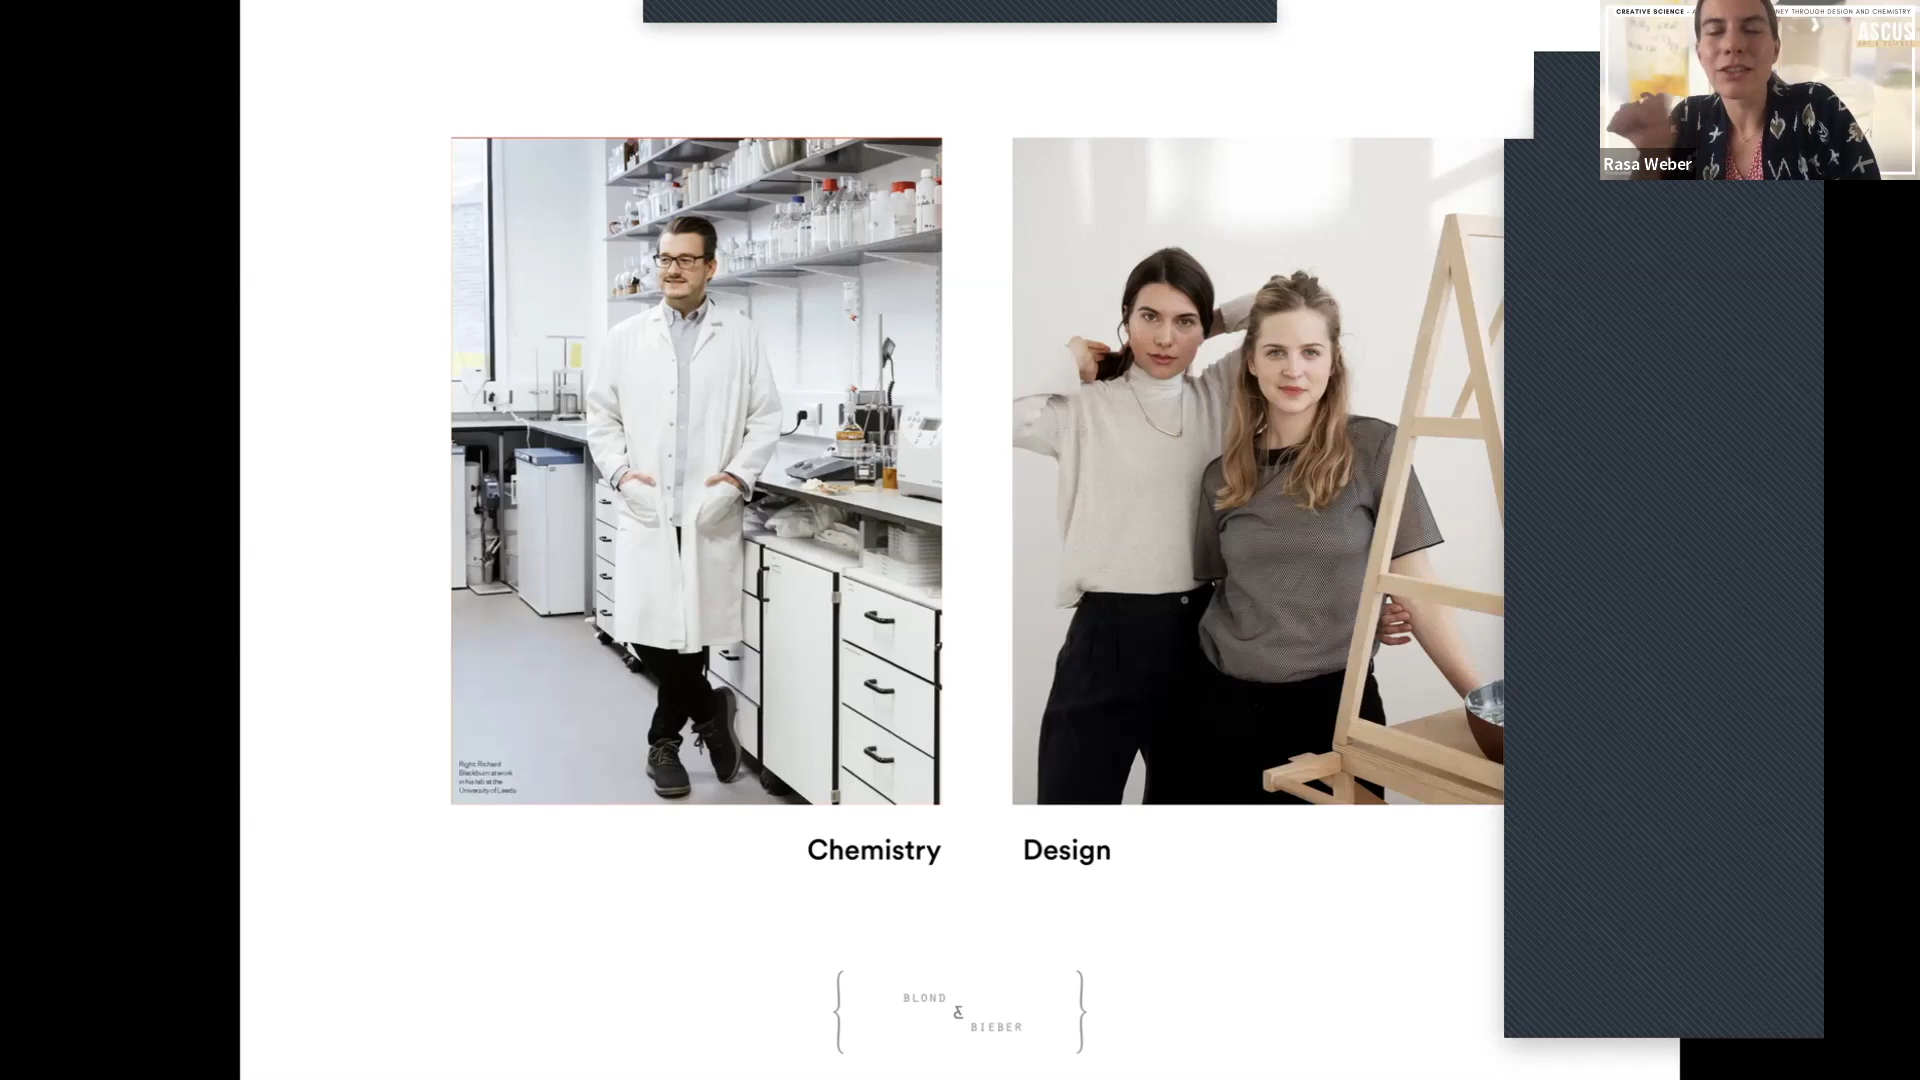 CREATIVE SCIENCE - A
NEY THROUGH DESIGN AND CHEMISTRY
ASCUS
Rasa Weber
Right: Richard
Blackburn at work
in his lab at the
University of Leeds
Chemistry
Design
BLOND
&
BIEBER